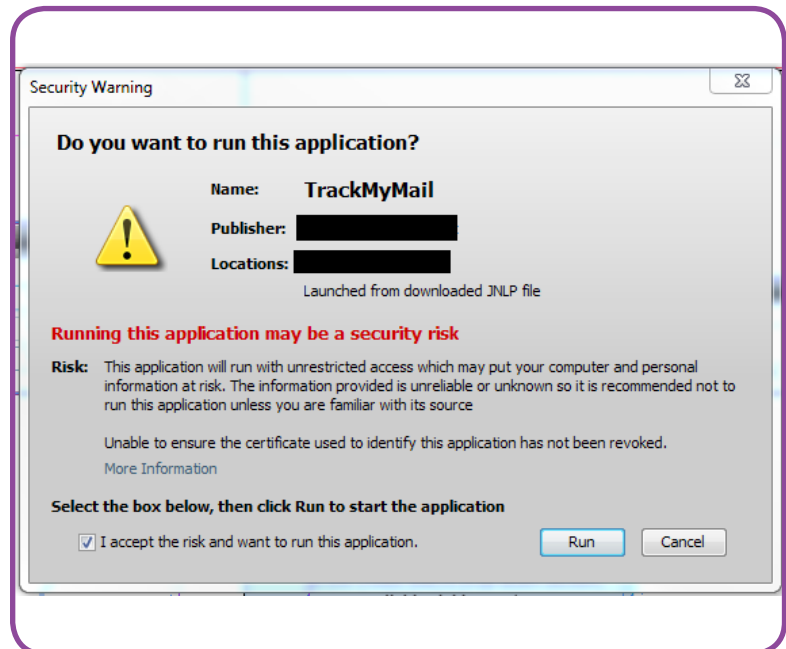 Security Warning
Do you want to run this application?
Name: TrackMyMail
Publisher:
Locations:
Launched from downloaded JNLP file
Running this application may be a security risk
Risk: This application will run with unrestricted access which may put your computer and personal
information at risk. The information provided is unreliable or unknown so it is recommended not to
run this application unless you are familiar with its source
Unable to ensure the certificate used to identify this application has not been revoked.
More Information
Select the box below, then click Run to start the application
I accept the risk and want to run this application.
Run Cancel